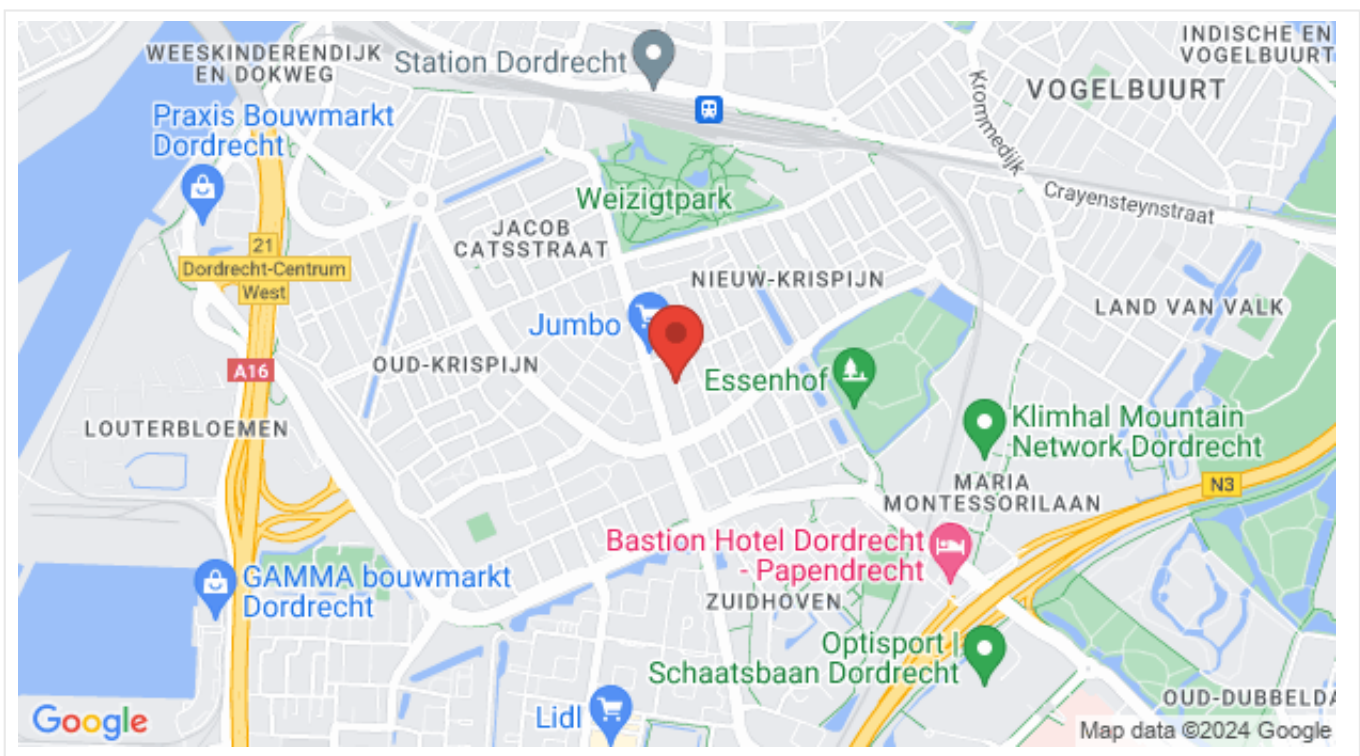 WEESKINDERENDIJK
EN DOKWEG
Station Dordrecht
INDISCHE EN
VOGELBUURT
VOGELBUURT
Krommedijk
Praxis Bouwmarkt
Dordrecht
Weizigtpark
Crayensteynstraat
JACOB
CATSSTRAAT
21
Dordrecht-Centrum
West
NIEUW-KRISPIJN
LAND VAN VALK
Jumbo
OUD-KRISPIJN
A16
Essenhof
LOUTERBLOEMEN
Klimhal Mountain
Network Dordrecht
N3
MARIA
MONTESSORILAAN
Bastion Hotel Dordrecht
- Papendrecht
GAMMA bouwmarkt
Dordrecht
ZUIDHOVEN
Optisport |
Schaatsbaan Dordrecht
OUD-DUBBELDA
Lidl
Google
Map data ©2024 Google